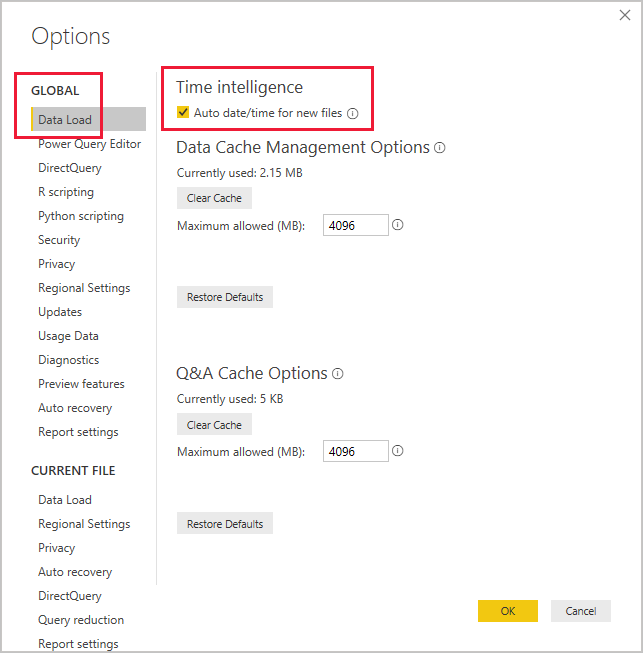 Options
GLOBAL
Data Load
Power Query Editor
DirectQuery
R scripting
Python scripting
Security
Privacy
Regional Settings
Updates
Usage Data
Diagnostics
Preview features
Auto recovery
Report settings
CURRENT FILE
Data Load
Regional Settings
Privacy
Auto recovery
DirectQuery
Query reduction
Report settings
Time intelligence
Auto date/time for new files
Data Cache Management Options
Currently used: 2.15 MB
Clear Cache
Maximum allowed (MB): 4096
Restore Defaults
Q&A Cache Options
Currently used: 5 KB
Clear Cache
Maximum allowed (MB): 4096
Restore Defaults
OK Cancel